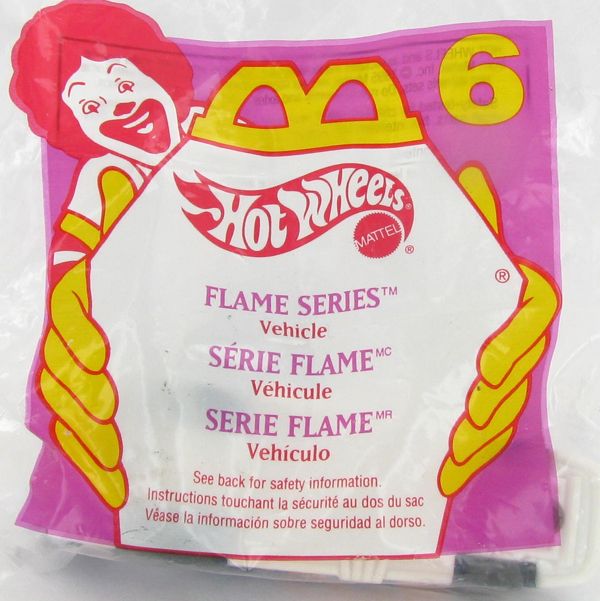 6
HOT WHEELS®
MATTEL®
®
FLAME SERIES™
Vehicle
SÉRIE FLAME MC
Véhicule
SERIE FLAME MR
Vehículo
See back for safety information.
Instructions touchant la sécurité au dos du sac
Véase la información sobre seguridad al dorso.